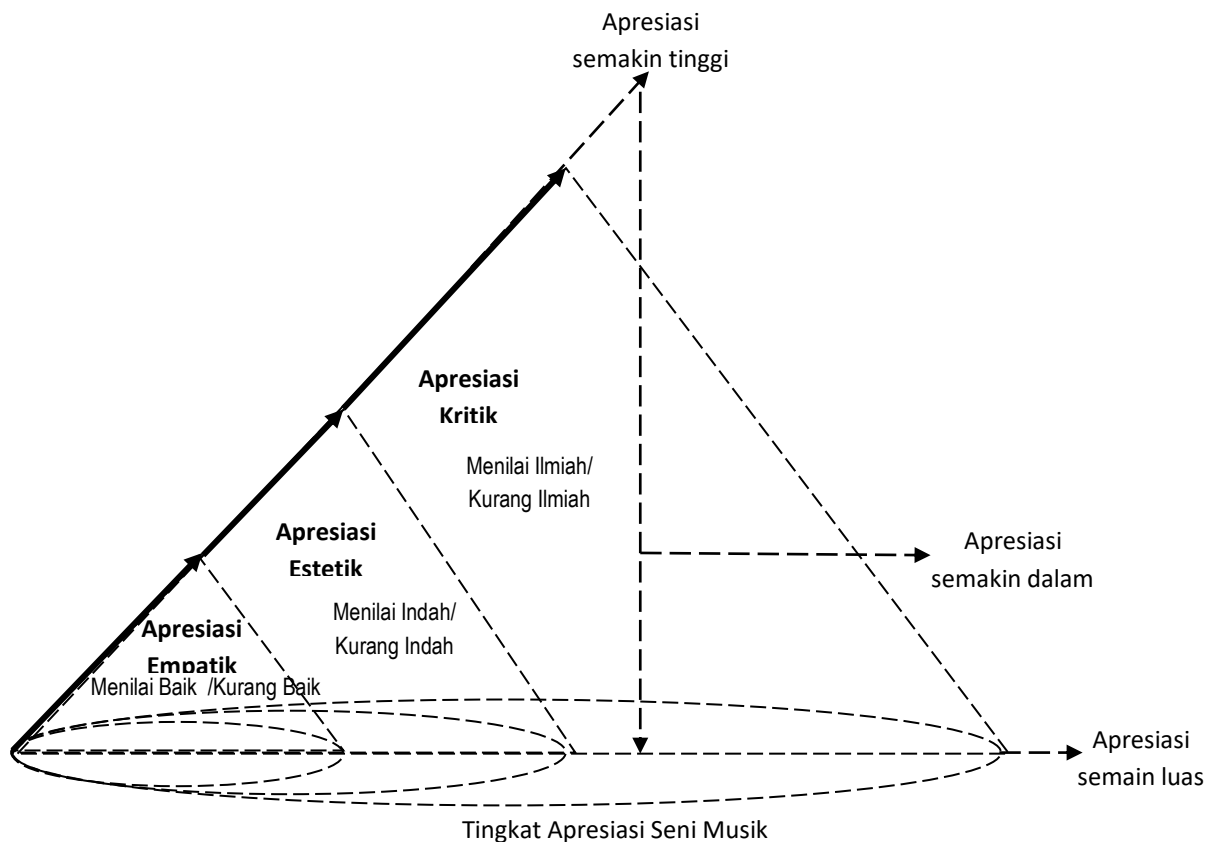 Apresiasi
semakin tinggi
Apresiasi
Kritik
Menilai Ilmiah/
Kurang Ilmiah
Apresiasi
Estetik
Menilai Indah/
Kurang Indah
Apresiasi
semakin dalam
Apresiasi
Empatik
Menilai Baik /Kurang Baik
Apresiasi
semain luas
Tingkat Apresiasi Seni Musik